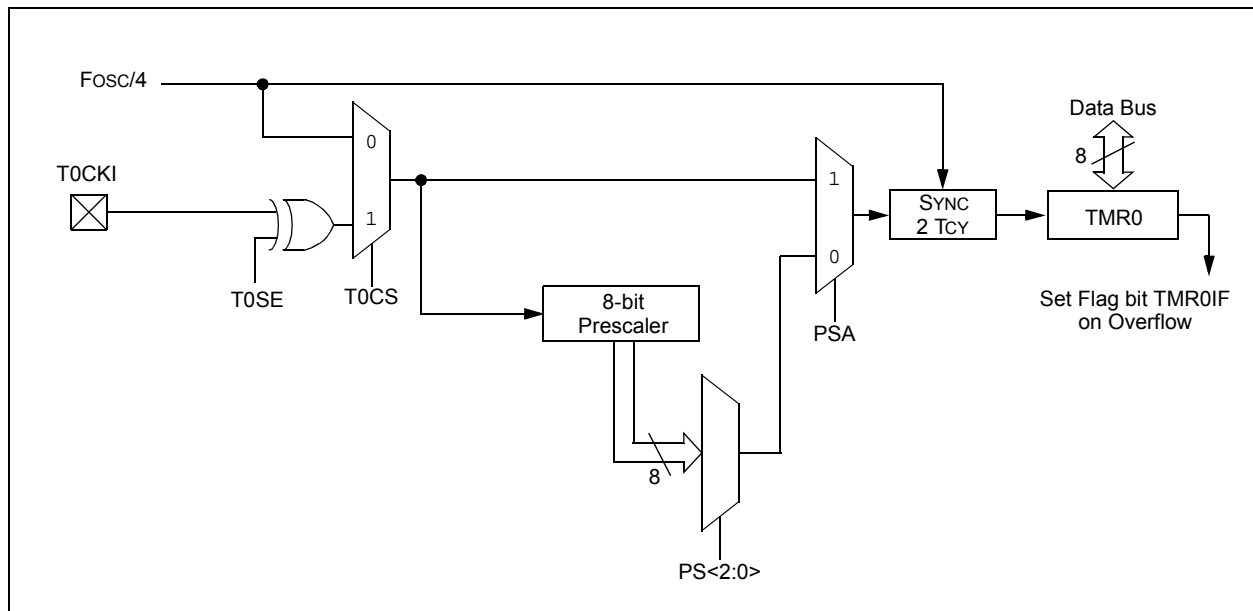 FOSC/4
Data Bus
8
T0CKI
0
1
1
SYNC
2 TCY
TMR0
0
T0SE
T0CS
8-bit
Prescaler
PSA
Set Flag bit TMR0IF
on Overflow
8
PS<2:0>